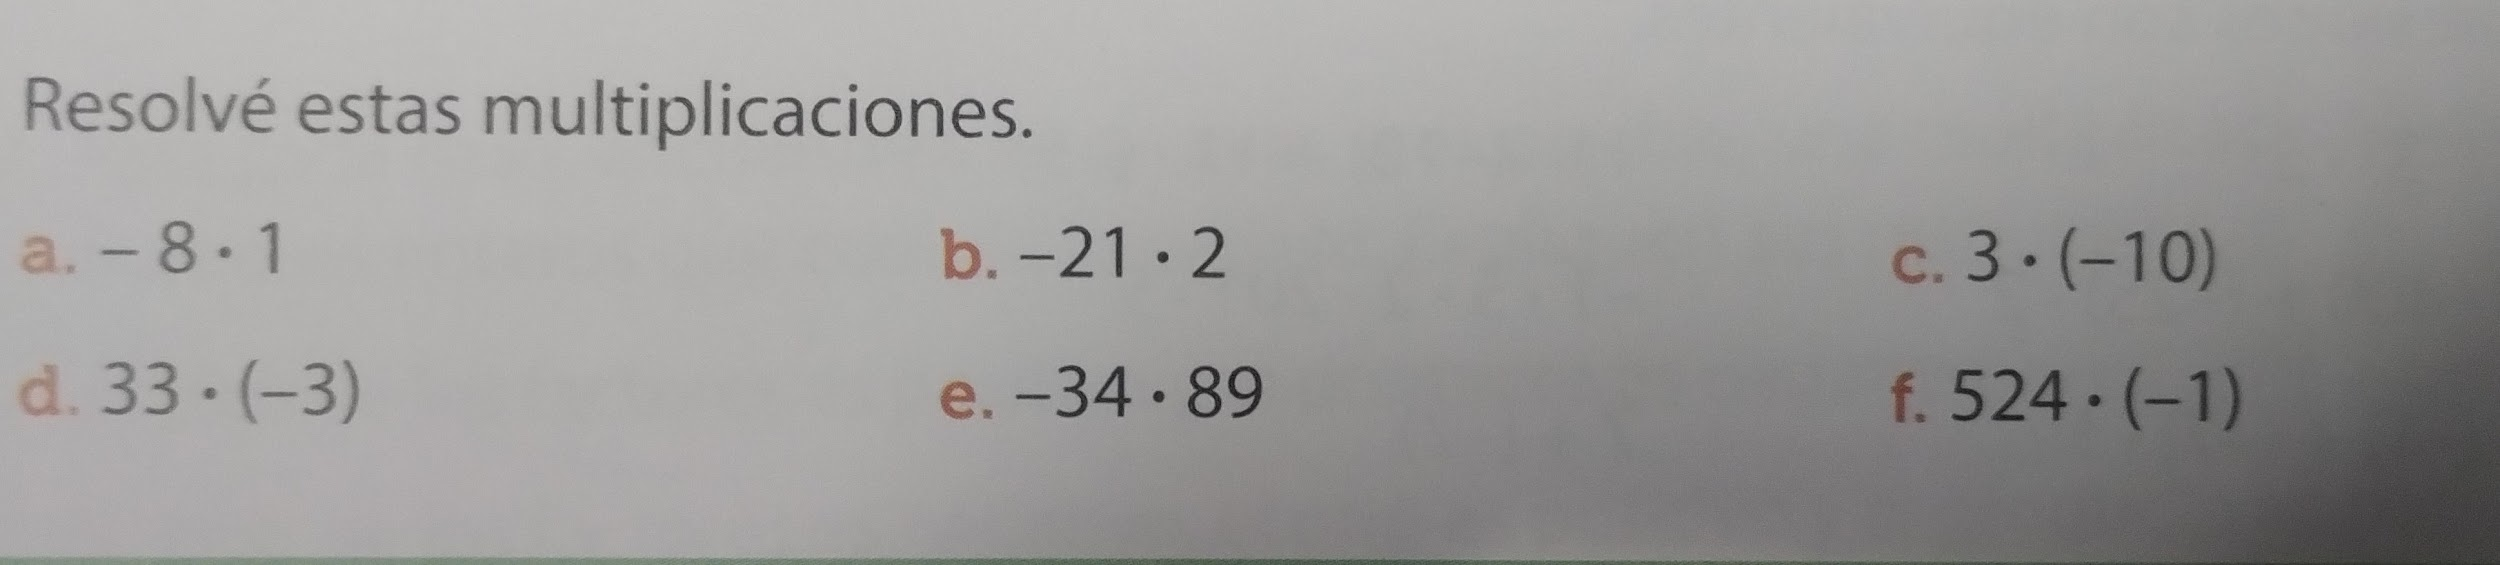 Resolvé estas multiplicaciones.
a. – 8 · 1 b. –21 · 2 c. 3 · (–10)
d. 33 · (–3) e. –34 · 89 f. 524 · (–1)